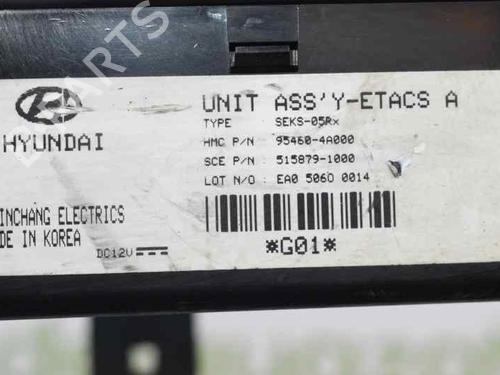 UNIT ASS'Y-ETACS A
TYPE : SEKS-05Rx
HYUNDAI
HMC P/N : 95460-4A000
SCE P/N : 515879-1000
LOT N/O : EA0 5060 0014
INCHANG ELECTRICS
DE IN KOREA
DC12V
*G01*
PARTS